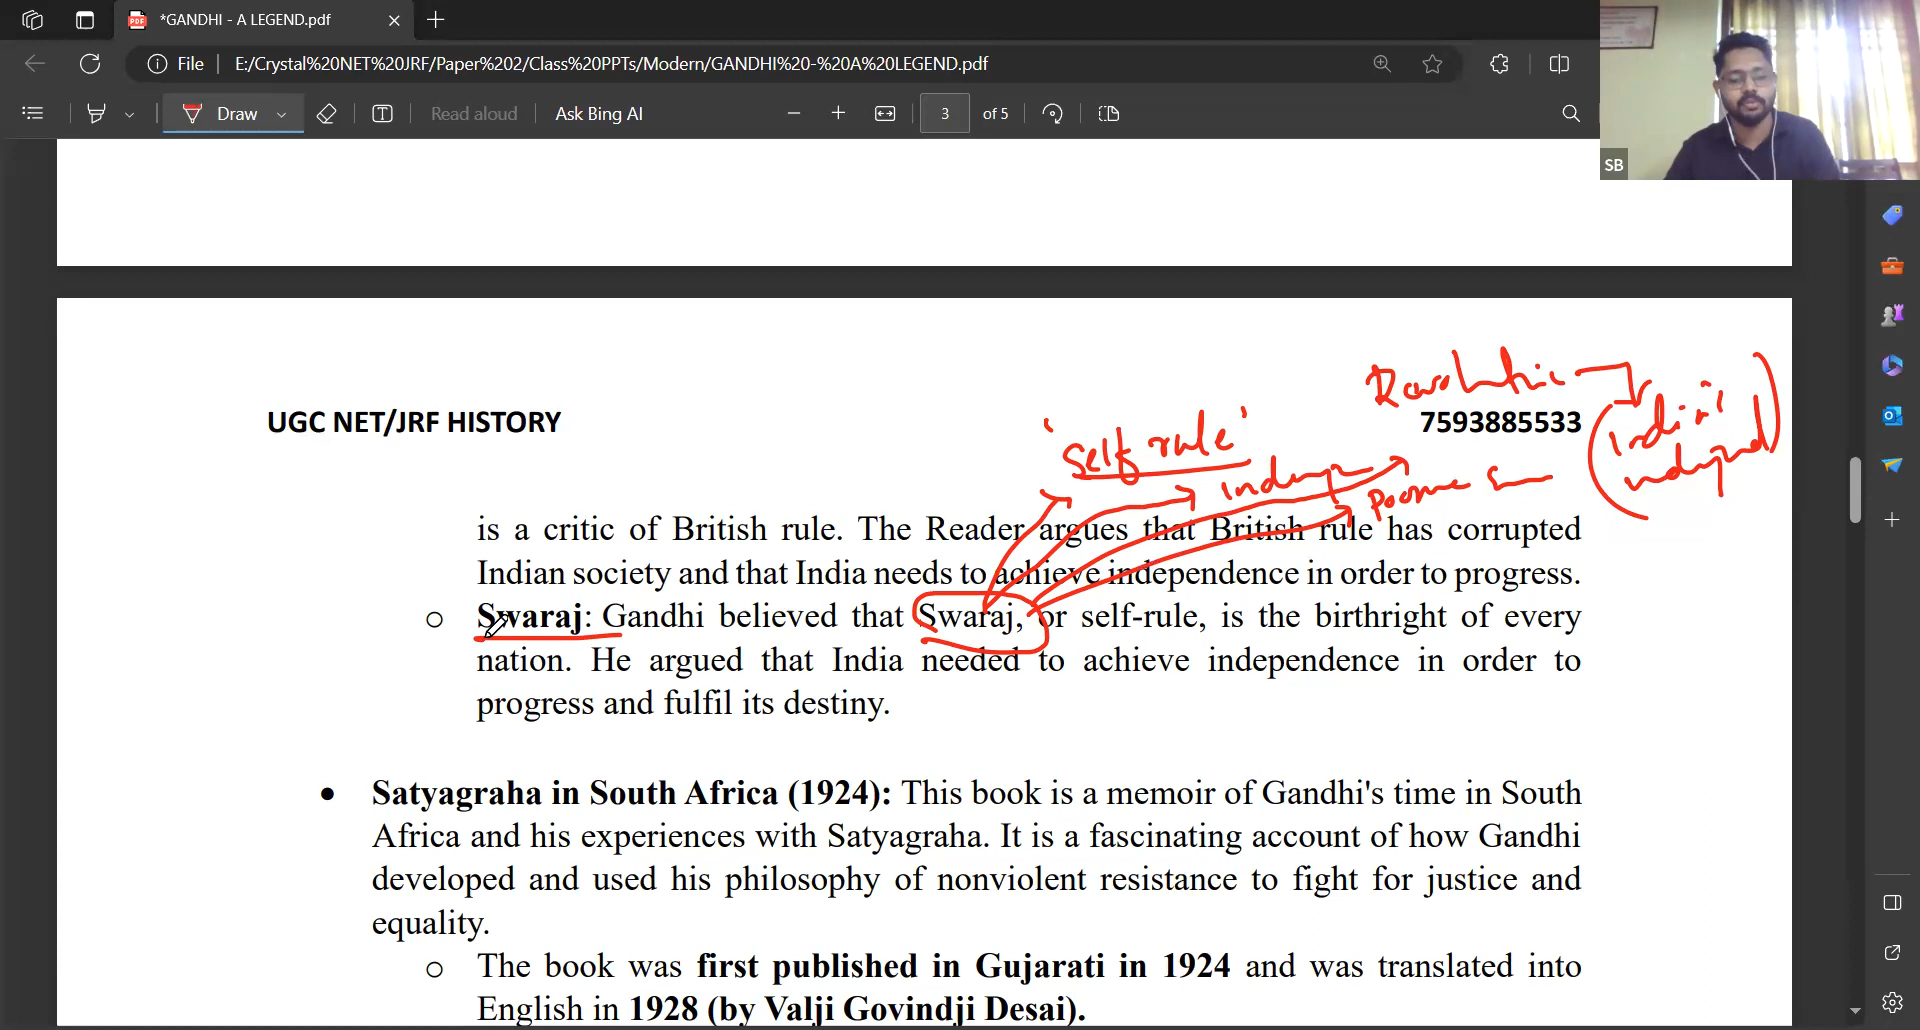 *GANDHI - A LEGEND.pdf
File
E:/Crystal%20NET%20JRF/Paper%202/Class%20PPTs/Modern/GANDHI%20-%20A%20LEGEND.pdf
Draw
Read aloud
Ask Bing AI
3 of 5
SB
UGC NET/JRF HISTORY
7593885533
'Self rule'
is a critic of British rule. The Reader argues that British rule has corrupted
Indian society and that India needs to achieve independence in order to progress.
Swaraj: Gandhi believed that Swaraj, or self-rule, is the birthright of every
nation. He argued that India needed to achieve independence in order to
progress and fulfil its destiny.
Satyagraha in South Africa (1924): This book is a memoir of Gandhi's time in South
Africa and his experiences with Satyagraha. It is a fascinating account of how Gandhi
developed and used his philosophy of nonviolent resistance to fight for justice and
equality.
The book was first published in Gujarati in 1924 and was translated into
English in 1928 (by Valji Govindji Desai).